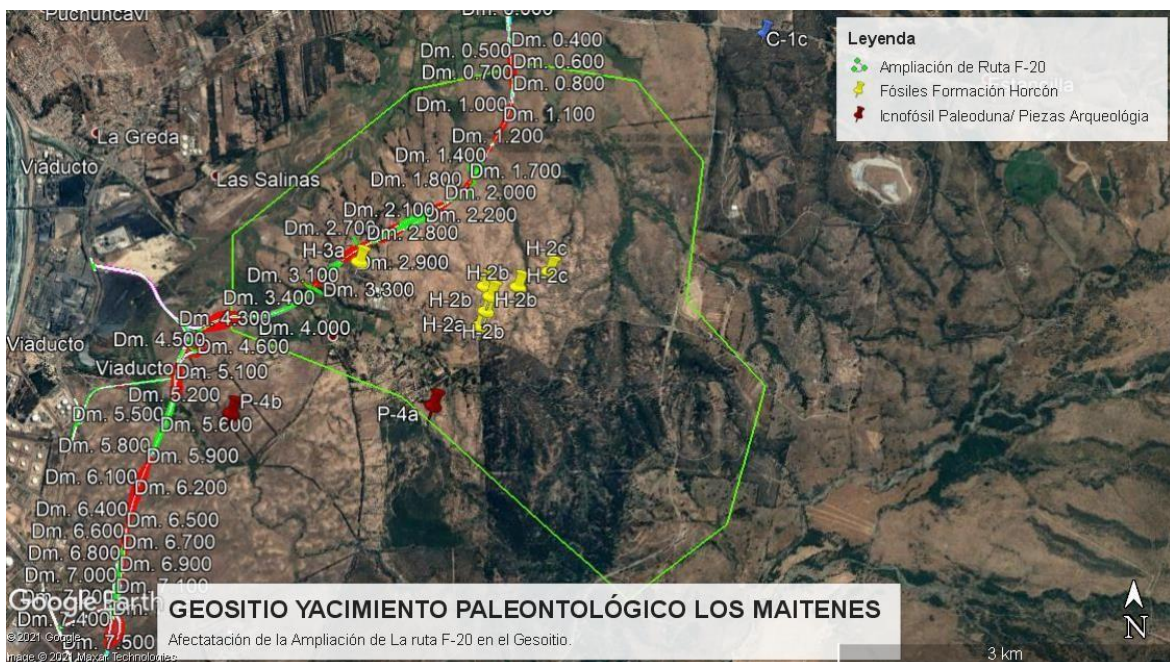 Puchuncaví
Dm. 0.400
Dm. 0.500
Dm. 0.600
Dm. 0.700
Dm. 0.800
Dm. 1.000
Dm. 1.100
Dm. 1.200
Dm. 1.400
Dm. 1.700
Dm. 1.800
Dm. 2,000
Dm. 2.100
Dm. 2.200
Dm. 2.700
Dm. 2.800
H-3a
Dm. 2.900
Dm. 3.100
Dm. 3.300
Dm. 3.400
Dm. 4.000
Dm. 4.300
Dm. 4.500
Dm. 4.600
Dm. 5.100
Dm. 5.200
Dm. 5.500
Dm. 5.600
Dm. 5.800
Dm. 5.900
Dm. 6.100
Dm. 6.200
Dm. 6.400
Dm. 6.500
Dm. 6.600
Dm. 6.700
Dm. 6.800
Dm. 6.900
Dm. 7.000
Dm. 7.100
Dm. 7.500
La Greda
Viaducto
Las Salinas
Viaducto
Viaducto
H-2c
H-2c
H-2b
H-2b
H-2b
H-2a
H-2b
P-4b
P-4a
C-1c
Leyenda
Ampliación de Ruta F-20
Fósiles Formación Horcón
Icnofósil Paleoduna/ Piezas Arqueológia
GEOSITIO YACIMIENTO PALEONTOLÓGICO LOS MAITENES
Afectatación de la Ampliación de La ruta F-20 en el Gesoitio.
Google Earth
© 2021 Google
Image © 2021 Maxar Technologies
3 km
N